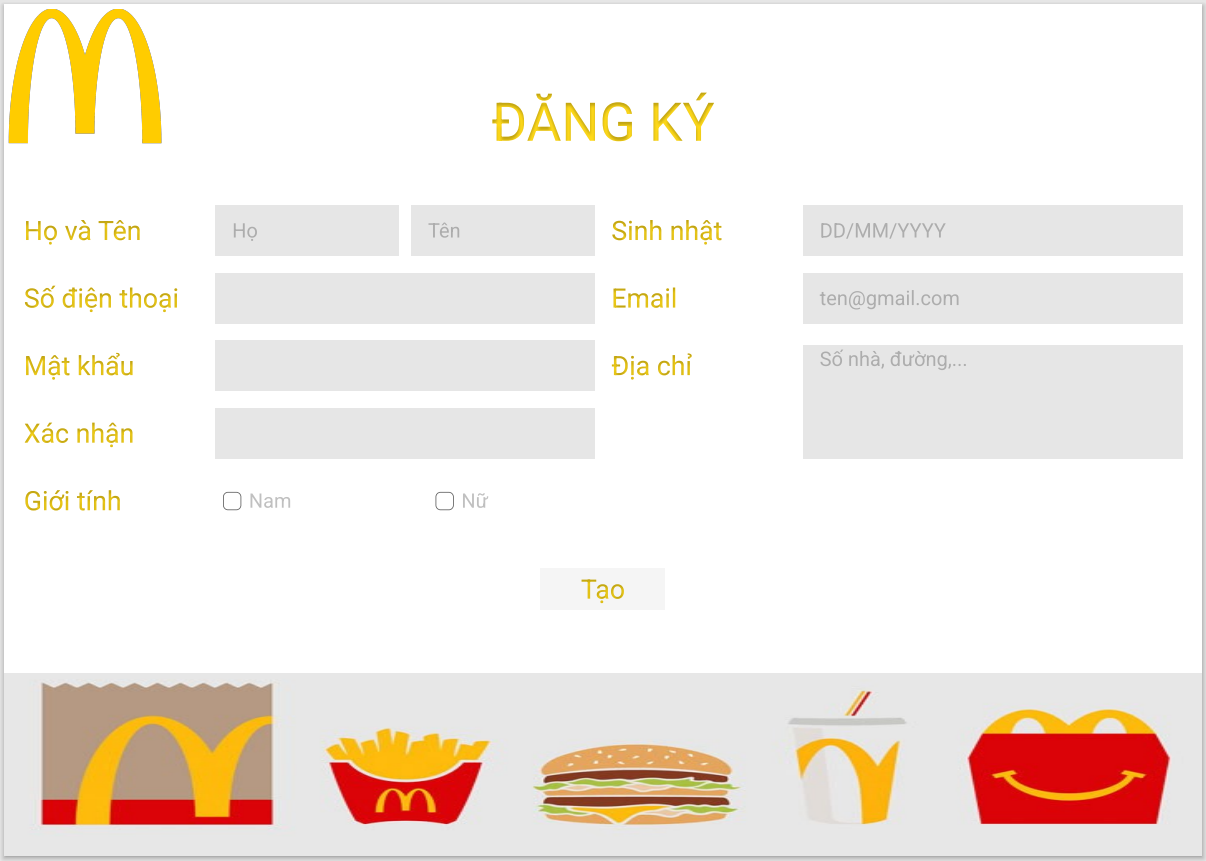 ĐĂNG KÝ
Họ và Tên Họ Tên Sinh nhật DD/MM/YYYY
Số điện thoại Email ten@gmail.com
Mật khẩu Địa chỉ Số nhà, đường,...
Xác nhận
Giới tính Nam Nữ
Tạo